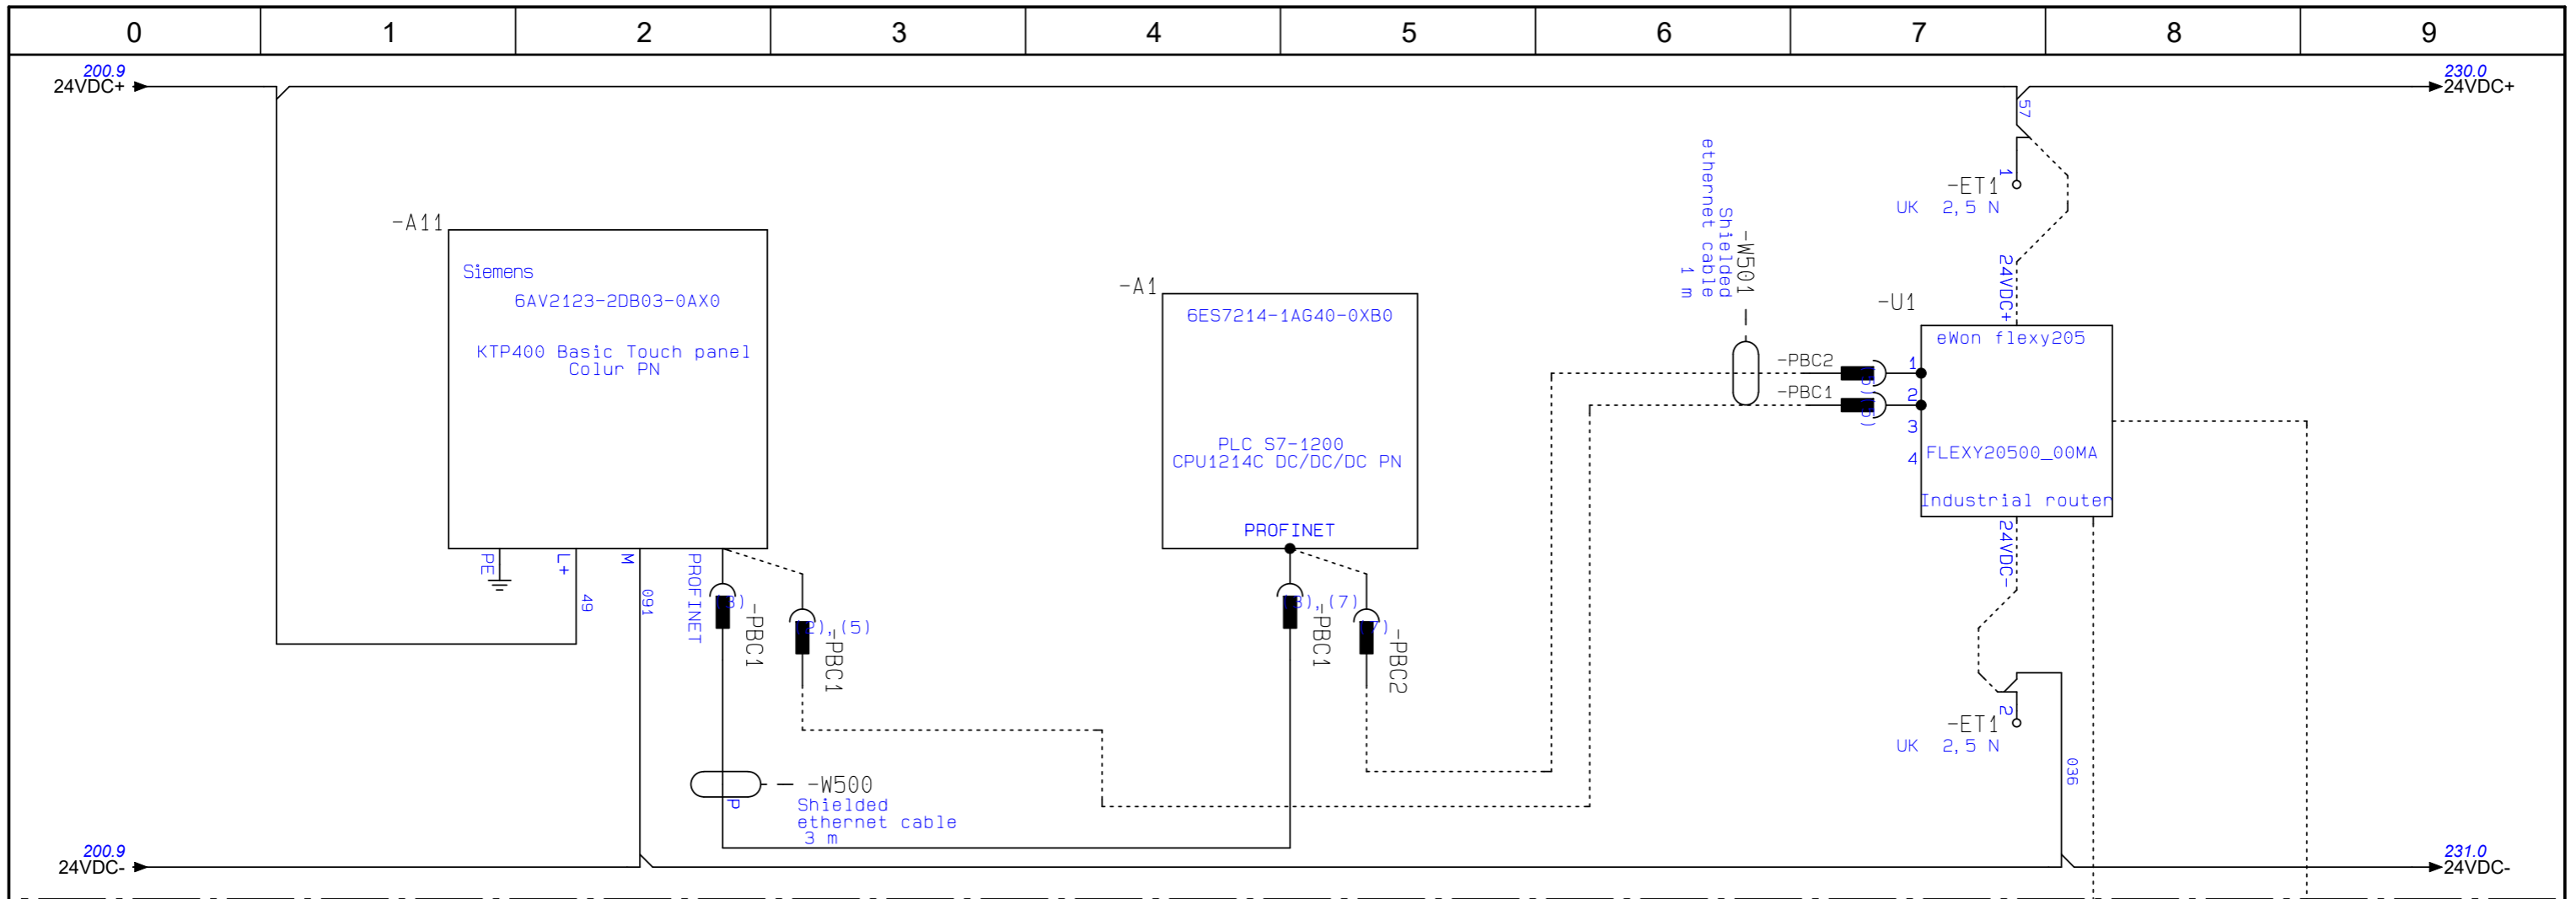 0 1 2 3 4 5 6 7 8 9
200.9
24VDC+
230.0
24VDC+
57
1
-ET1
UK 2,5 N
-A11
Siemens
6AV2123-2DB03-0AX0
KTP400 Basic Touch panel
Colur PN
PE
L+
M
PROFINET
49
091
(3)
-PBC1
(2),(5)
-PBC1
-W500
Shielded
ethernet cable
3 m
P
-A1
6ES7214-1AG40-0XB0
PLC S7-1200
CPU1214C DC/DC/DC PN
PROFINET
(3),(7)
-PBC1
(7)
-PBC2
-W501
Shielded
ethernet cable
1 m
-PBC2
-PBC1
24VDC+
-U1
eWon flexy205
1
2
3
4
FLEXY20500_00MA
Industrial router
24VDC-
2
-ET1
UK 2,5 N
036
200.9
24VDC-
231.0
24VDC-